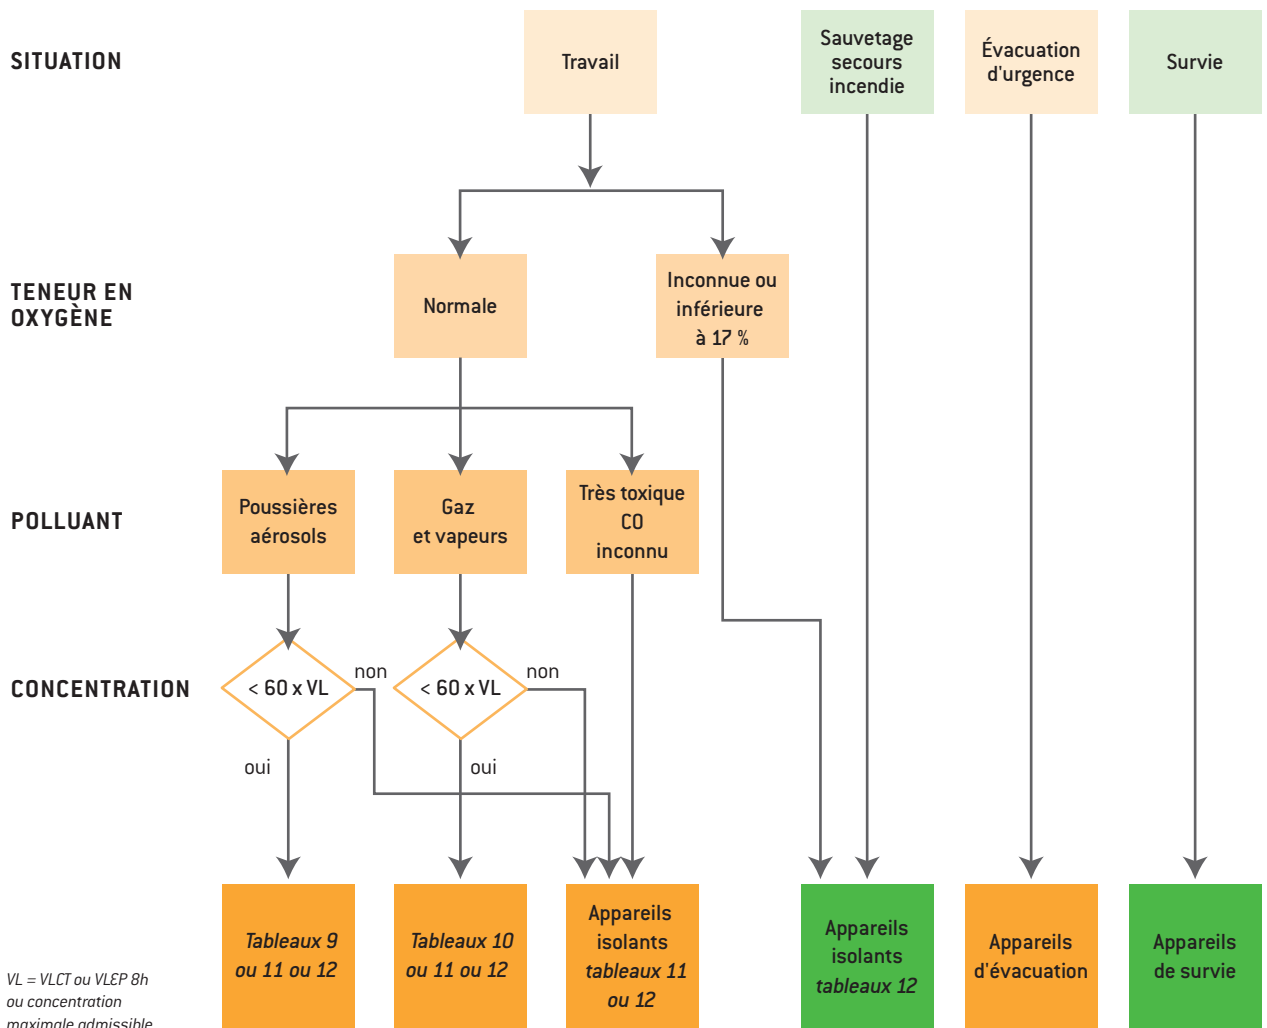 SITUATION
Travail
Sauvetage
secours
incendie
Évacuation
d'urgence
Survie
TENEUR EN
OXYGÈNE
Normale
Inconnue ou
inférieure
à 17 %
POLLUANT
Poussières
aérosols
Gaz
et vapeurs
Très toxique
CO
inconnu
CONCENTRATION
< 60 x VL
non
< 60 x VL
non
oui
oui
Tableaux 9
ou 11 ou 12
Tableaux 10
ou 11 ou 12
Appareils
isolants
tableaux 11
ou 12
Appareils
isolants
tableaux 12
Appareils
d'évacuation
Appareils
de survie
VL = VLCT ou VLEP 8h
ou concentration
maximale admissible